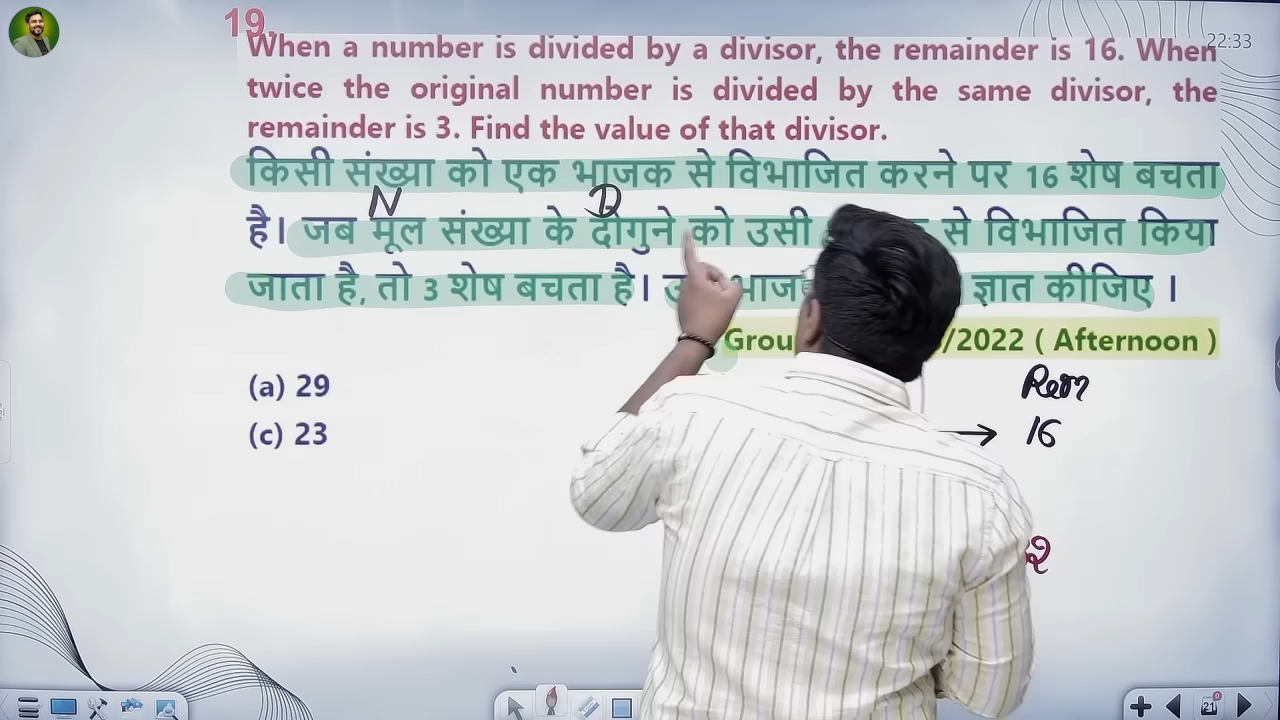 19.
22:33
When a number is divided by a divisor, the remainder is 16. When
twice the original number is divided by the same divisor, the
remainder is 3. Find the value of that divisor.
किसी संख्या को एक भाजक से विभाजित करने पर 16 शेष बचता
N D
है। जब मूल संख्या के दोगुने को उसी से विभाजित किया
जाता है, तो 3 शेष बचता है। ज्ञात कीजिए ।
/2022 ( Afternoon )
(a) 29
Rem
(c) 23
→ 16
21